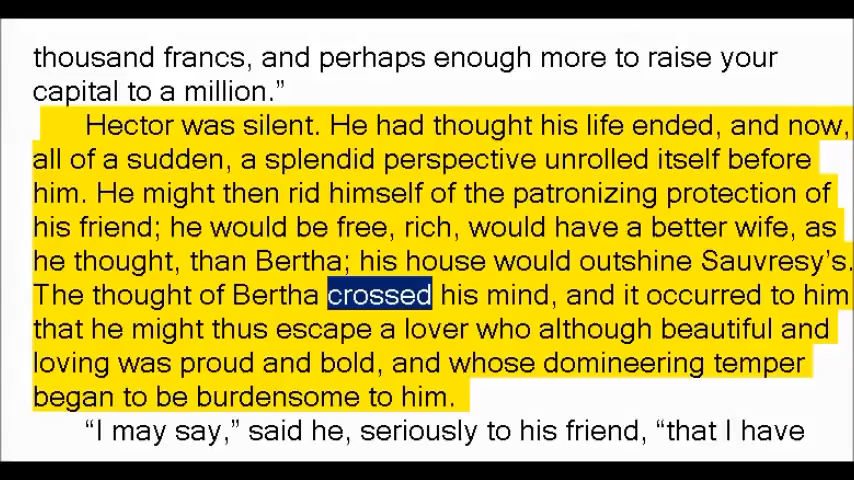 thousand francs, and perhaps enough more to raise your
capital to a million.”
Hector was silent. He had thought his life ended, and now,
all of a sudden, a splendid perspective unrolled itself before
him. He might then rid himself of the patronizing protection of
his friend; he would be free, rich, would have a better wife, as
he thought, than Bertha; his house would outshine Sauvresy’s.
The thought of Bertha crossed his mind, and it occurred to him
that he might thus escape a lover who although beautiful and
loving was proud and bold, and whose domineering temper
began to be burdensome to him.
“I may say,” said he, seriously to his friend, “that I have